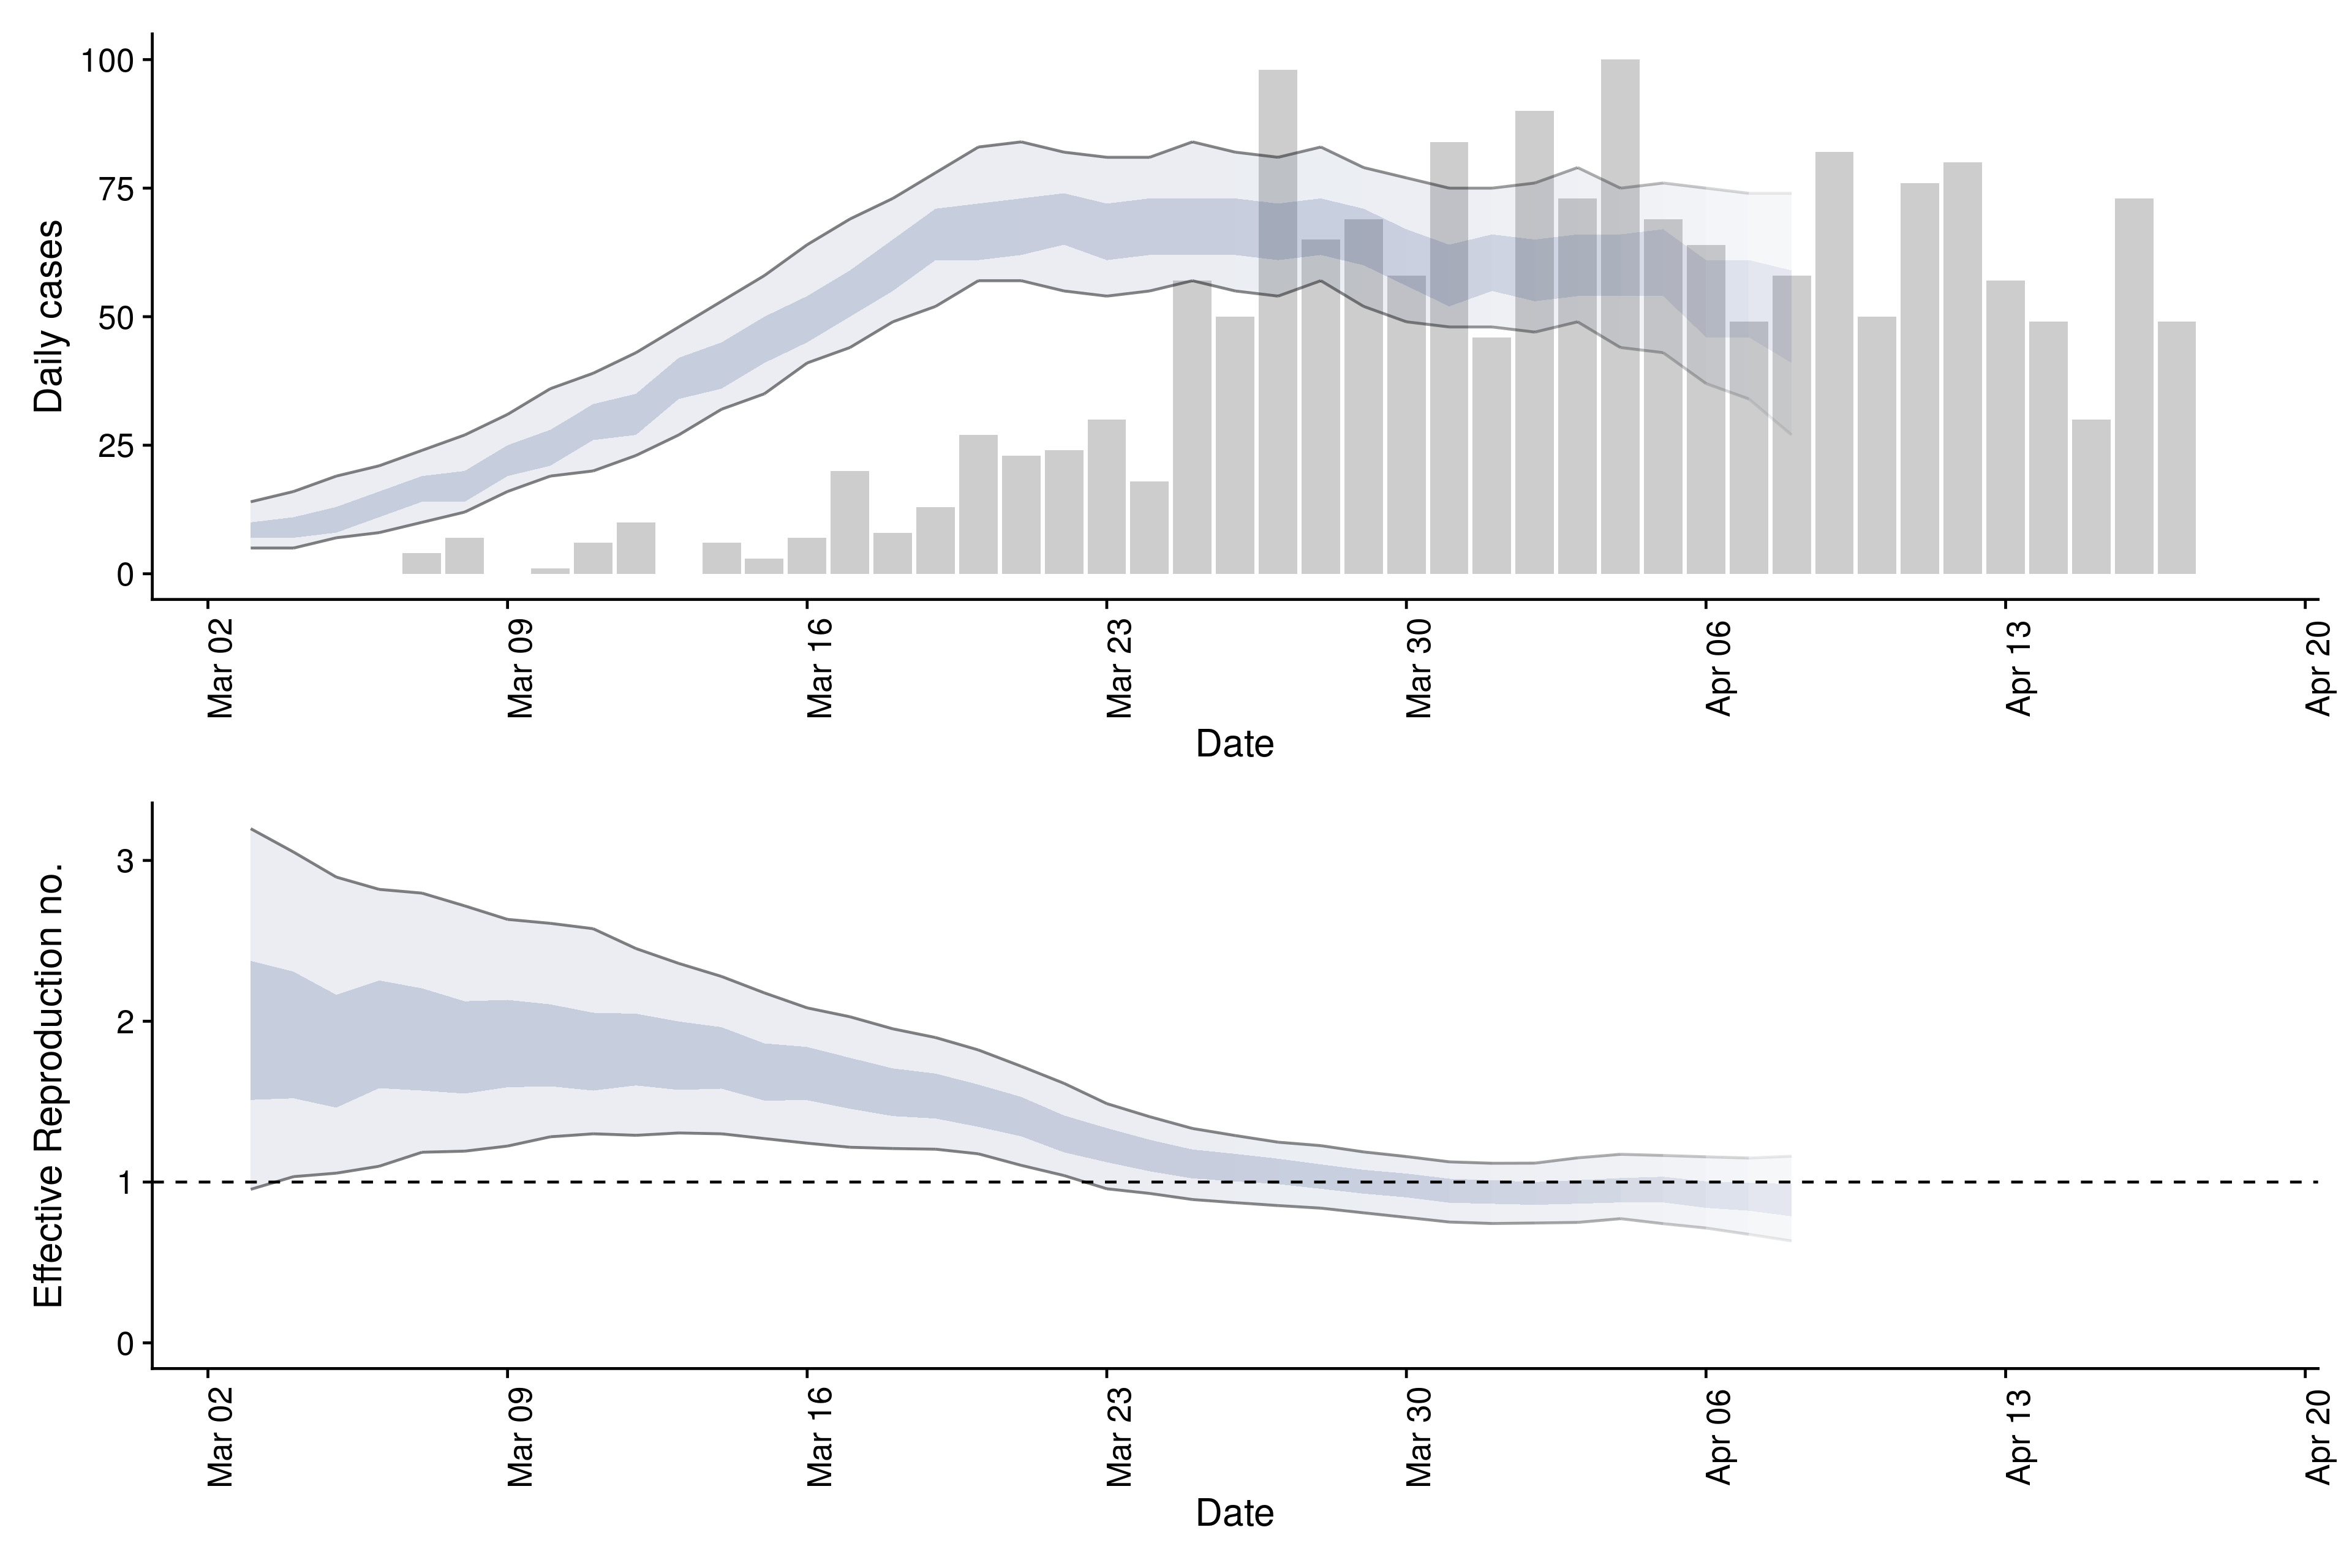 Daily cases
100
75
50
25
0
Mar 02
Mar 09
Mar 16
Mar 23
Mar 30
Apr 06
Apr 13
Apr 20
Date
Effective Reproduction no.
3
2
1
0
Mar 02
Mar 09
Mar 16
Mar 23
Mar 30
Apr 06
Apr 13
Apr 20
Date